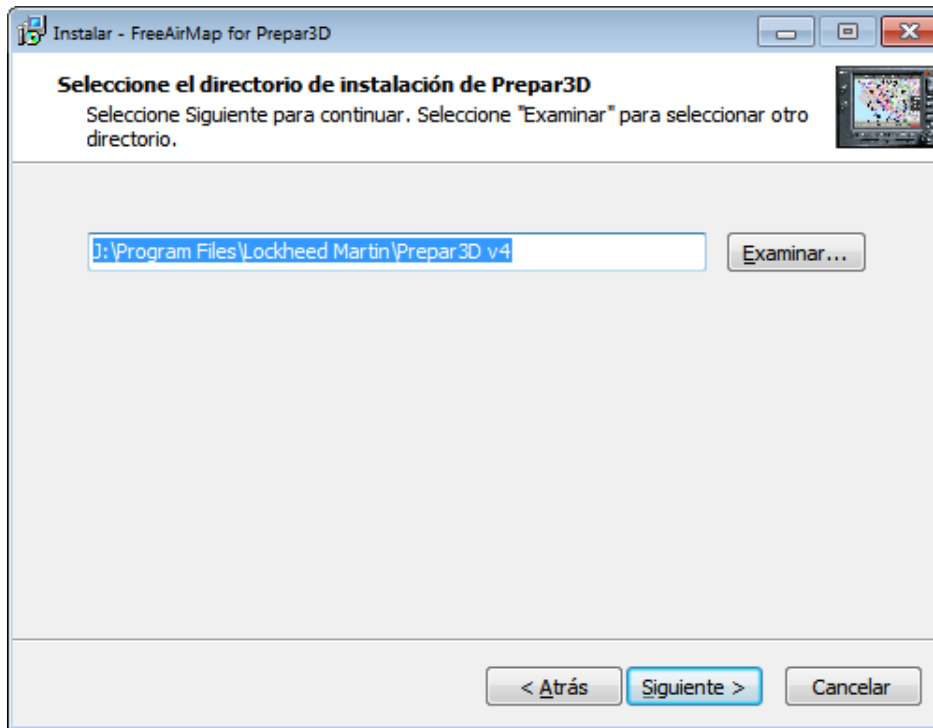 Instalar - FreeAirMap for Prepar3D
Seleccione el directorio de instalación de Prepar3D
Seleccione Siguiente para continuar. Seleccione "Examinar" para seleccionar otro
directorio.
J:\Program Files\Lockheed Martin\Prepar3D v4
Examinar...
< Atrás
Siguiente >
Cancelar